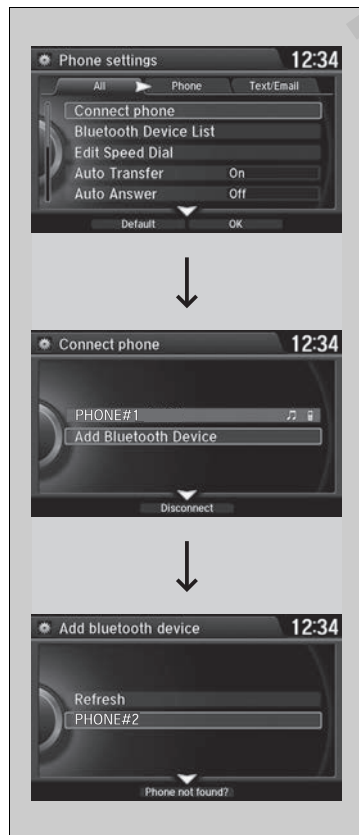 Phone settings 12:34
All Phone Text/Email
Connect phone
Bluetooth Device List
Edit Speed Dial
Auto Transfer On
Auto Answer Off
Default OK
Connect phone 12:34
PHONE#1
Add Bluetooth Device
Disconnect
Add bluetooth device 12:34
Refresh
PHONE#2
Phone not found?